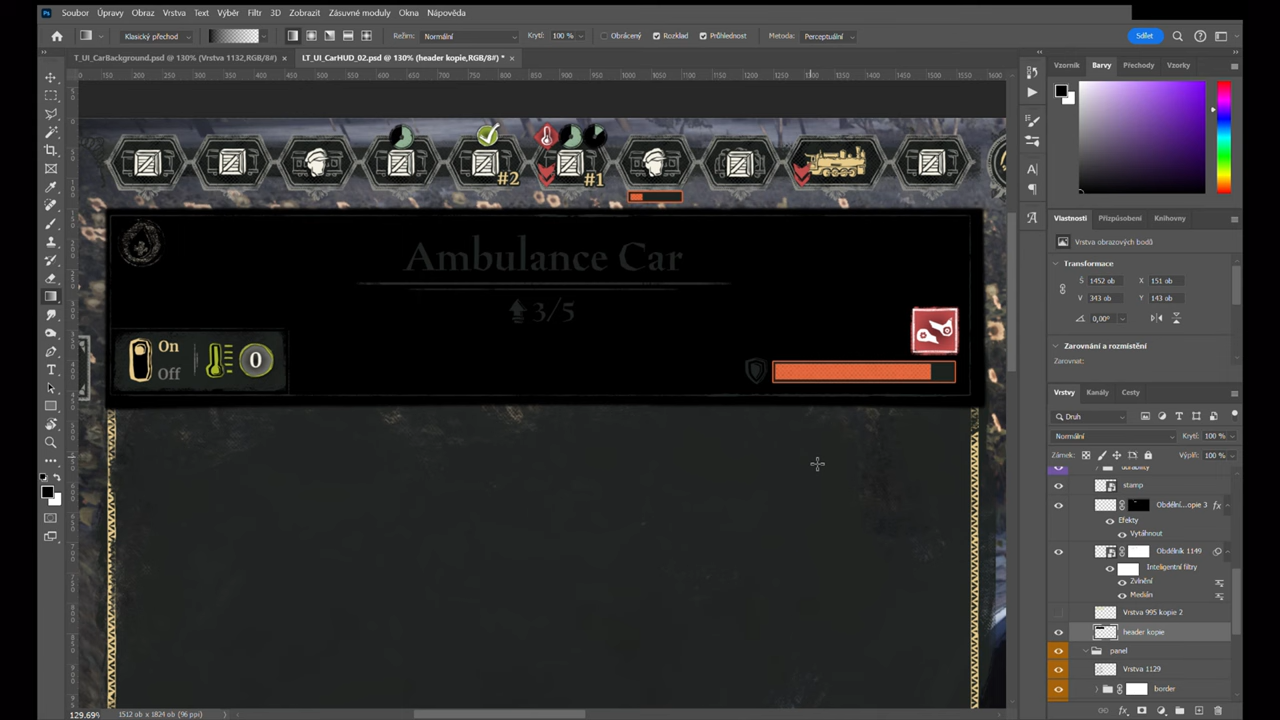 Soubor Úpravy Obraz Vrstva Text Výběr Filtr 3D Zobrazit Zásuvné moduly Okna Nápověda
Klasický přechod Režim: Normální Krytí: 100 % Obrácený Rozklad Průhlednost Metoda: Perceptuální Sdílet
T_UI_CarBackground.psd @ 130% (Vrstva 1132,RGB/8#) × LT_UI_CarHUD_02.psd @ 130% (header kopie,RGB/8#) * ×
Vzorník Barvy Přechody Vzorky
#2 #1
Ambulance Car
3/5
On
Off
0
Vlastnosti Přizpůsobení Knihovny
Vrstva obrazových bodů
Transformace
Š 1452 ob X 151 ob
V 343 ob Y 143 ob
0,00°
Zarovnání a rozmístění
Zarovnat:
Vrstvy Kanály Cesty
Druh
Normální Krytí: 100 %
Zámek: Výplň: 100 %
durability
stamp
Obdélní...opie 3 fx
Efekty
Vytáhnout
Obdélník 1149
Inteligentní filtry
Zvlnění
Medián
Vrstva 995 kopie 2
header kopie
panel
Vrstva 1129
border
129.69% 1512 ob x 1824 ob (96 ppi)